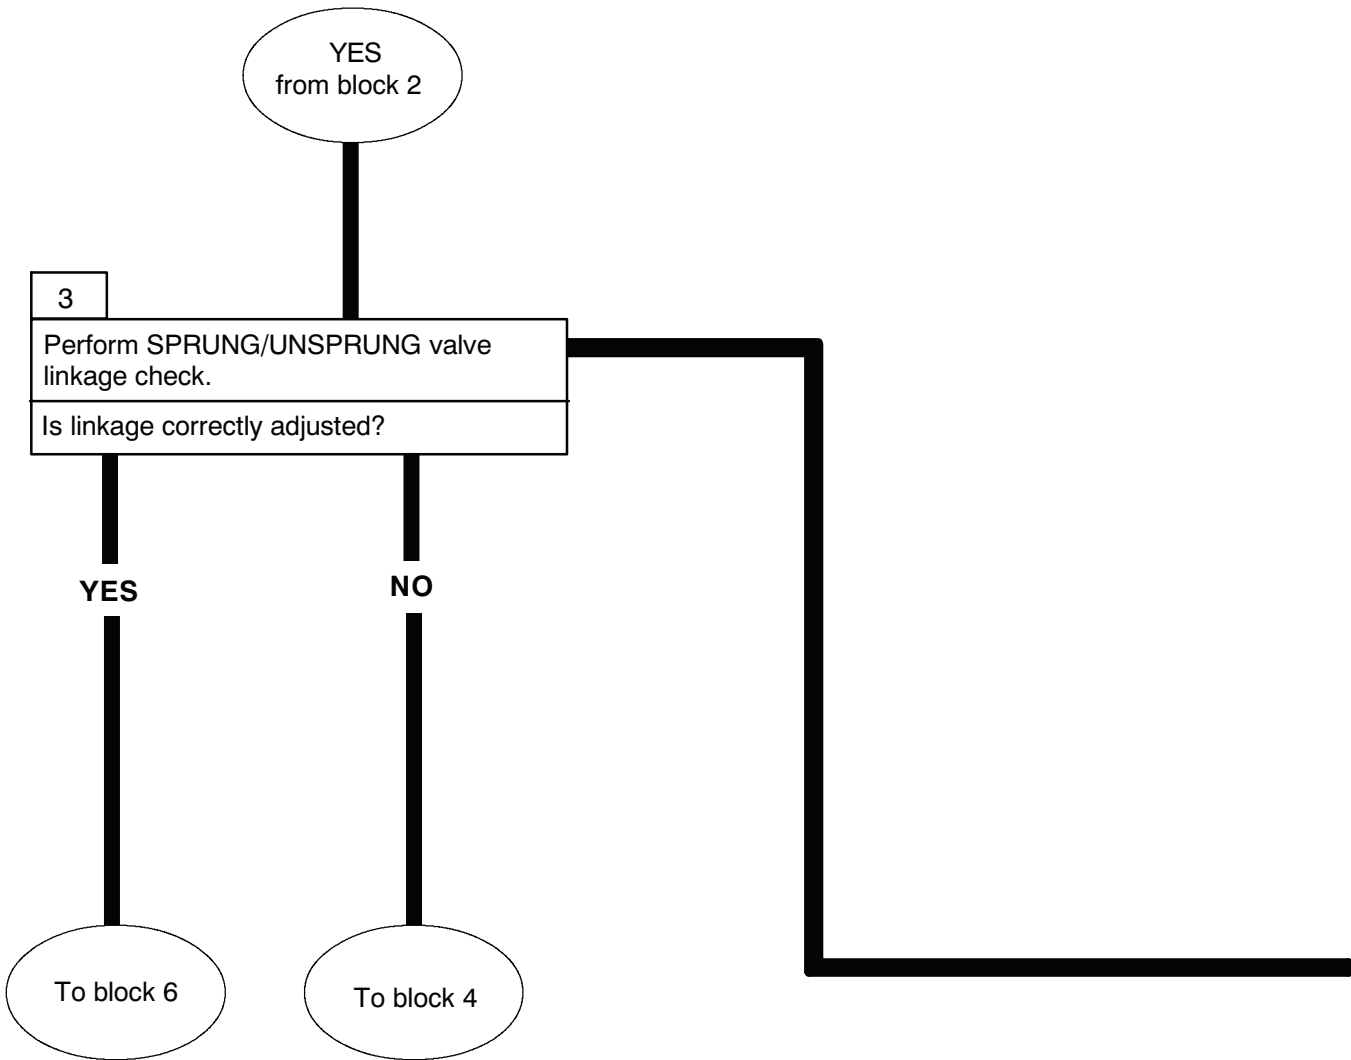 YES
from block 2
3
Perform SPRUNG/UNSPRUNG valve
linkage check.
Is linkage correctly adjusted?
YES
NO
To block 6
To block 4